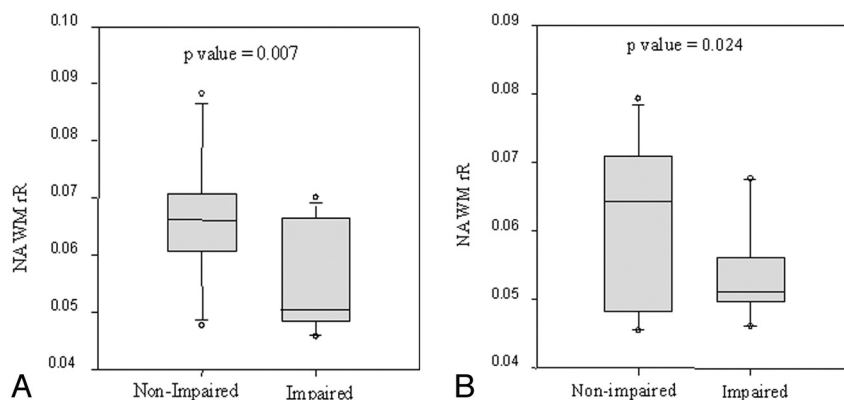 0.10
p value = 0.007
0.09
0.08
0.07
0.06
0.05
0.04
NAWM rR
Non-Impaired Impaired
A
0.09
p value = 0.024
0.08
0.07
0.06
0.05
0.04
NAWM rR
Non-impaired Impaired
B